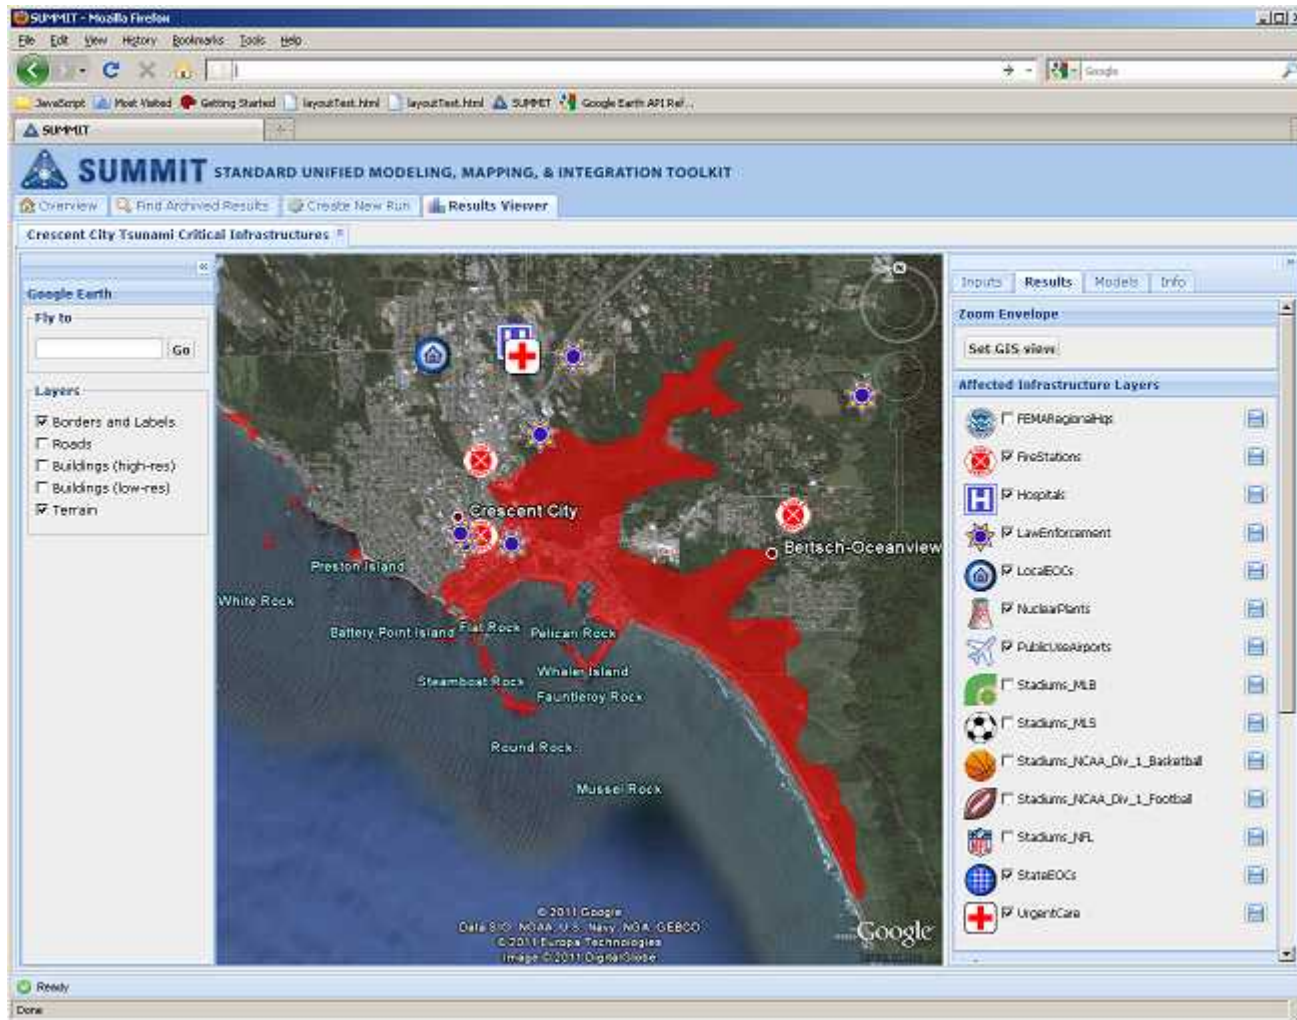 SUMMIT - Mozilla Firefox
File Edit View History Bookmarks Tools Help
Google
JavaScript Most Visited Getting Started layoutTest.html layoutTest.html SUMMIT Google Earth API Ref...
SUMMIT
SUMMIT STANDARD UNIFIED MODELING, MAPPING, & INTEGRATION TOOLKIT
Overview Find Archived Results Create New Run Results Viewer
Crescent City Tsunami Critical Infrastructures
Google Earth
Fly to
Go
Layers
Borders and Labels
Roads
Buildings (high-res)
Buildings (low-res)
Terrain
N
H
Crescent City
Bertsch-Oceanview
Preston Island
White Rock
Battery Point Island
Flat Rock
Pelican Rock
Whaler Island
Steamboat Rock
Fauntleroy Rock
Round Rock
Mussel Rock
© 2011 Google
Data SIO, NOAA, U.S. Navy, NGA, GEBCO
© 2011 Europa Technologies
Image © 2011 DigitalGlobe
Google
Inputs Results Models Info
Zoom Envelope
Set GIS view
Affected Infrastructure Layers
FEMARegionalHqs
FireStations
H Hospitals
LawEnforcement
LocalEOCs
NuclearPlants
PublicUseAirports
Stadiums_MLB
Stadiums_MLS
Stadiums_NCAA_Div_1_Basketball
Stadiums_NCAA_Div_1_Football
NFL Stadiums_NFL
StateEOCs
UrgentCare
Ready
Done